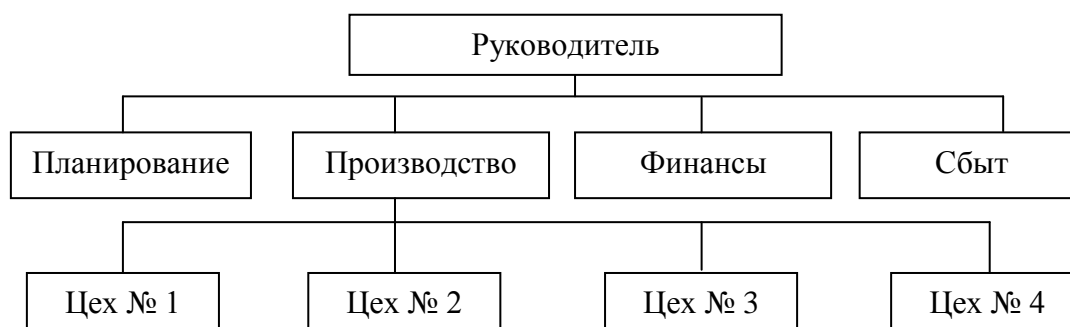 Руководитель
Планирование
Производство
Финансы
Сбыт
Цех № 1
Цех № 2
Цех № 3
Цех № 4